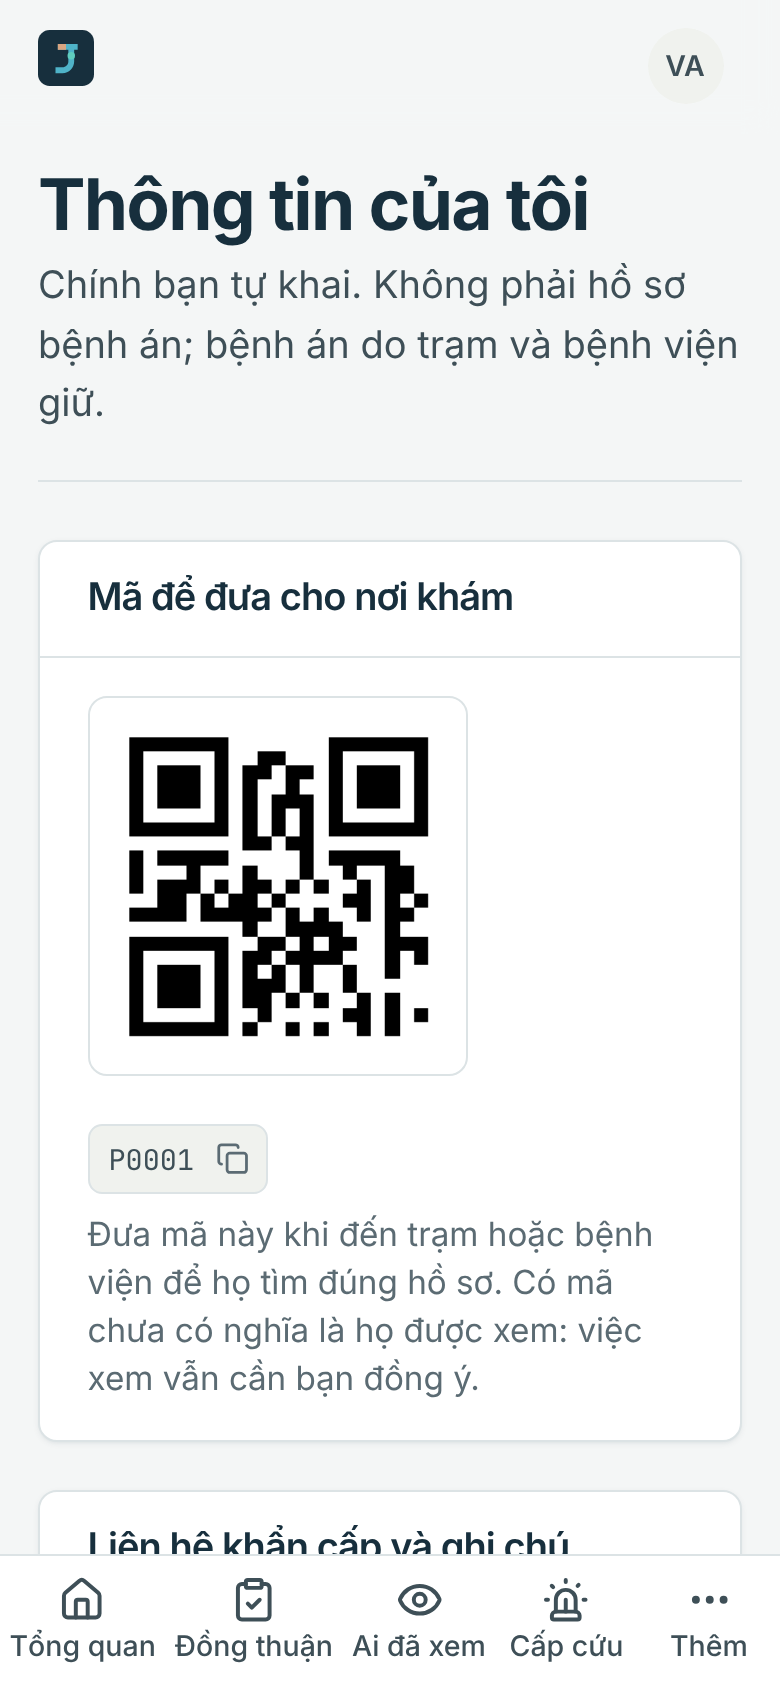 VA
Thông tin của tôi
Chính bạn tự khai. Không phải hồ sơ
bệnh án; bệnh án do trạm và bệnh viện
giữ.
Mã để đưa cho nơi khám
P0001
Đưa mã này khi đến trạm hoặc bệnh
viện để họ tìm đúng hồ sơ. Có mã
chưa có nghĩa là họ được xem: việc
xem vẫn cần bạn đồng ý.
Liên hệ khẩn cấp và ghi chú
Tổng quan
Đồng thuận
Ai đã xem
Cấp cứu
Thêm